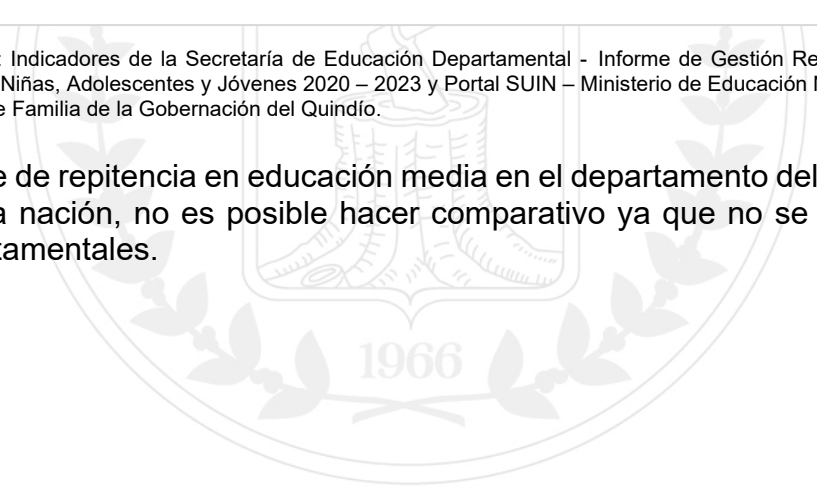 : Indicadores de la Secretaría de Educación Departamental - Informe de Gestión Re
Niñas, Adolescentes y Jóvenes 2020 – 2023 y Portal SUIN – Ministerio de Educación
e Familia de la Gobernación del Quindío.
e de repitencia en educación media en el departamento del
a nación, no es posible hacer comparativo ya que no se
tamentales.
1966